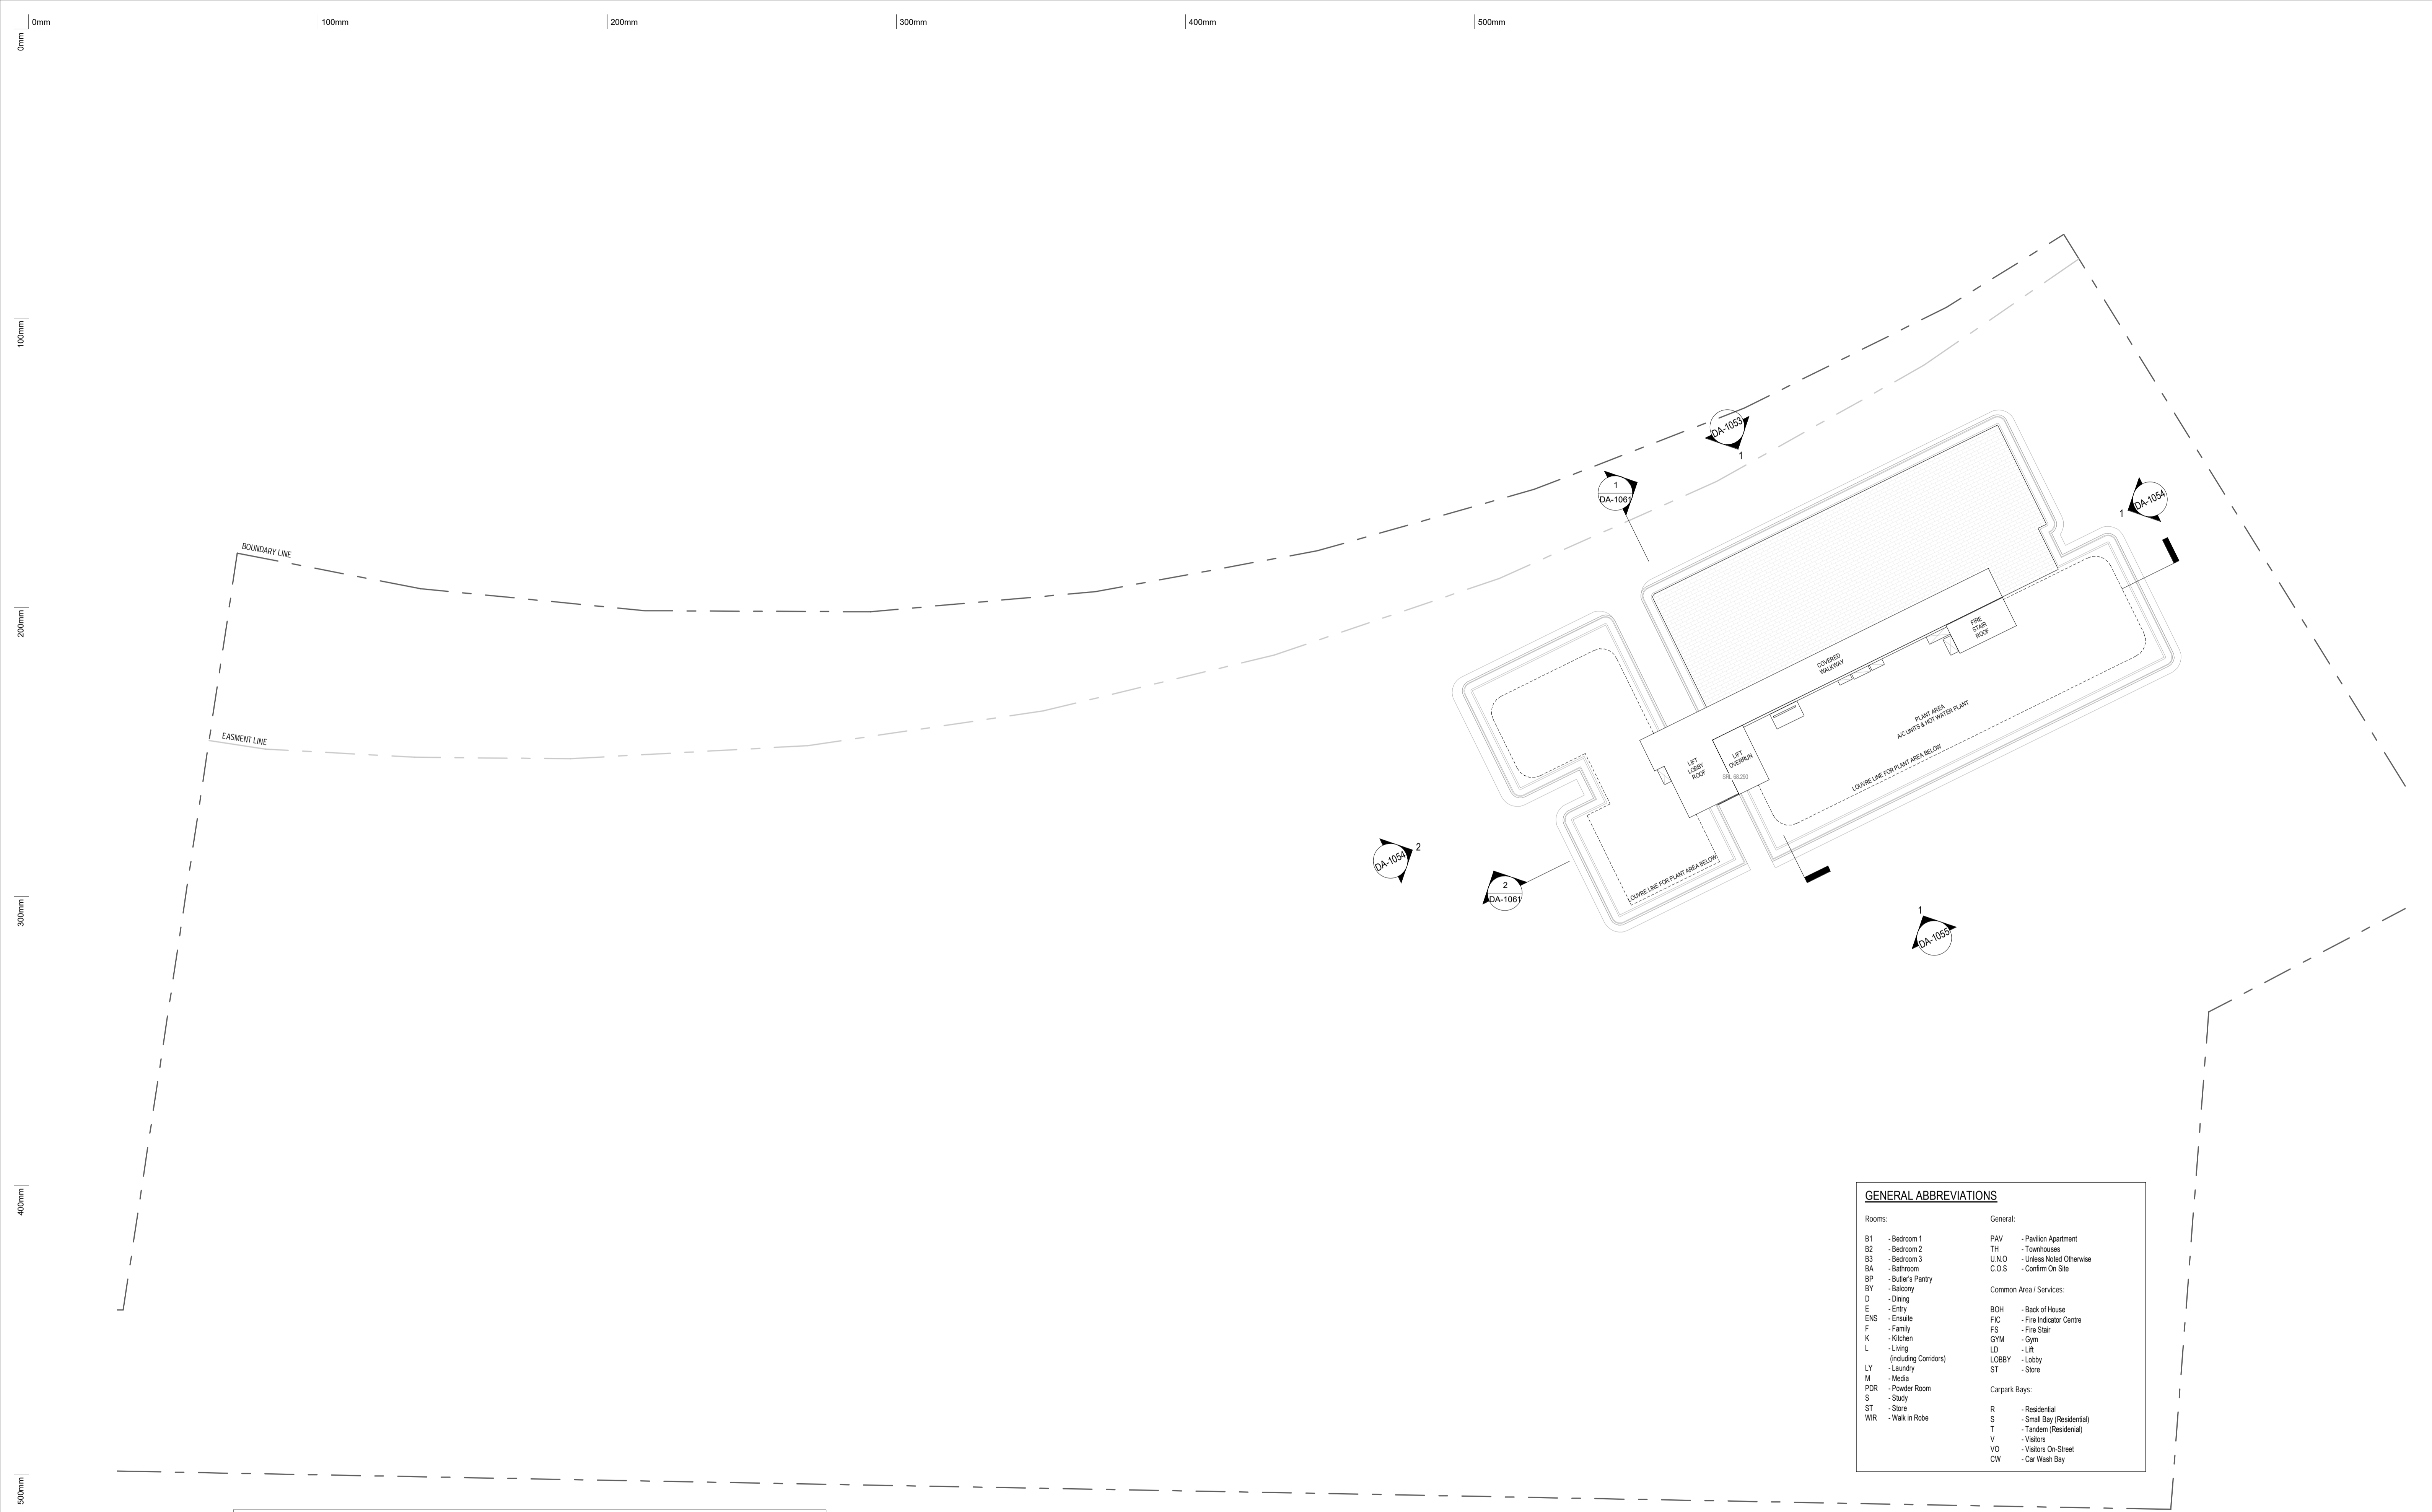 0mm
100mm
200mm
300mm
400mm
500mm
0mm
100mm
200mm
300mm
400mm
500mm
BOUNDARY LINE
EASMENT LINE
DA-1053
1
1
DA-1061
DA-1054
1
FIRE
STAIR
ROOF
COVERED
WALKWAY
PLANT AREA
A/C UNITS & HOT WATER PLANT
LIFT
OVERRUN
SRL 68.290
LIFT
LOBBY
ROOF
LOUVRE LINE FOR PLANT AREA BELOW
LOUVRE LINE FOR PLANT AREA BELOW
DA-1054
2
2
DA-1061
1
DA-1055
GENERAL ABBREVIATIONS
Rooms:
B1 - Bedroom 1
B2 - Bedroom 2
B3 - Bedroom 3
BA - Bathroom
BP - Butler's Pantry
BY - Balcony
D - Dining
E - Entry
ENS - Ensuite
F - Family
K - Kitchen
L - Living
(including Corridors)
LY - Laundry
M - Media
PDR - Powder Room
S - Study
ST - Store
WIR - Walk in Robe
General:
PAV - Pavilion Apartment
TH - Townhouses
U.N.O - Unless Noted Otherwise
C.O.S - Confirm On Site
Common Area / Services:
BOH - Back of House
FIC - Fire Indicator Centre
FS - Fire Stair
GYM - Gym
LD - Lift
LOBBY - Lobby
ST - Store
Carpark Bays:
R - Residential
S - Small Bay (Residential)
T - Tandem (Residenial)
V - Visitors
VO - Visitors On-Street
CW - Car Wash Bay